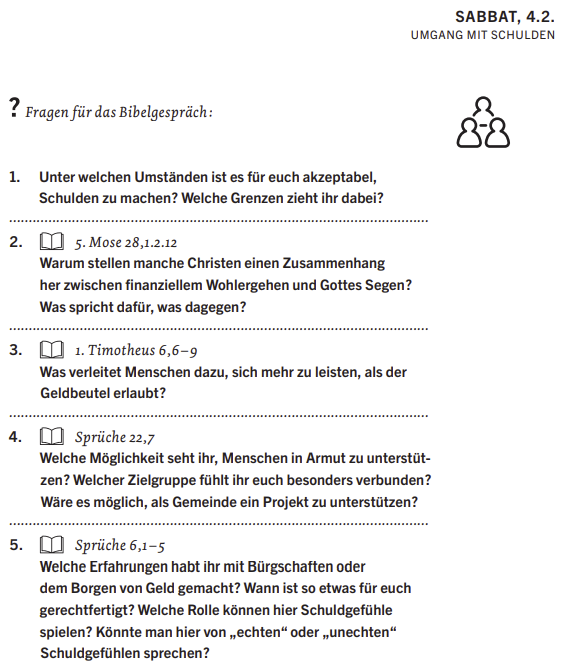 SABBAT, 4.2.
UMGANG MIT SCHULDEN
? Fragen für das Bibelgespräch:
1. Unter welchen Umständen ist es für euch akzeptabel,
Schulden zu machen? Welche Grenzen zieht ihr dabei?
2. 5. Mose 28,1.2.12
Warum stellen manche Christen einen Zusammenhang
her zwischen finanziellem Wohlergehen und Gottes Segen?
Was spricht dafür, was dagegen?
3. 1. Timotheus 6,6–9
Was verleitet Menschen dazu, sich mehr zu leisten, als der
Geldbeutel erlaubt?
4. Sprüche 22,7
Welche Möglichkeit seht ihr, Menschen in Armut zu unterstüt-
zen? Welcher Zielgruppe fühlt ihr euch besonders verbunden?
Wäre es möglich, als Gemeinde ein Projekt zu unterstützen?
5. Sprüche 6,1–5
Welche Erfahrungen habt ihr mit Bürgschaften oder
dem Borgen von Geld gemacht? Wann ist so etwas für euch
gerechtfertigt? Welche Rolle können hier Schuldgefühle
spielen? Könnte man hier von „echten“ oder „unechten“
Schuldgefühlen sprechen?